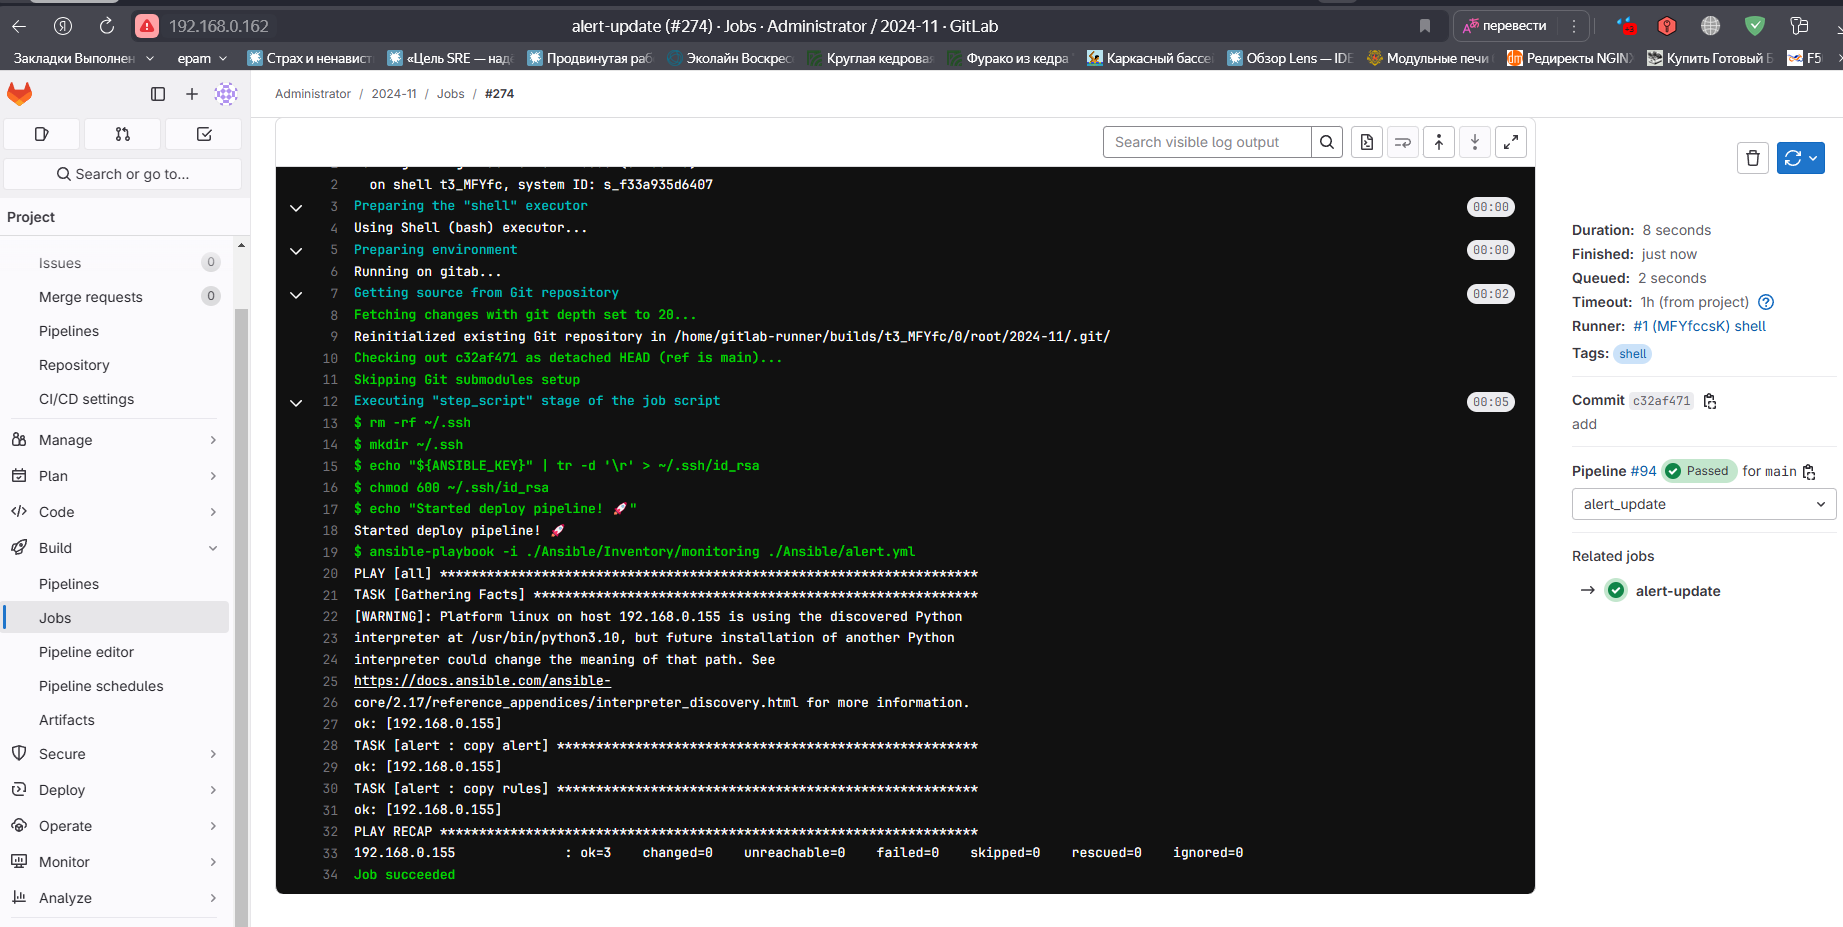 192.168.0.162
alert-update (#274) · Jobs · Administrator / 2024-11 · GitLab
перевести
Закладки Выполнен
epam
Страх и ненавист
«Цель SRE — над
Продвинутая раб
Эколайн Воскрес
Круглая кедрова
Фурако из кедра
Каркасный бассе
Обзор Lens — IDE
Модульные печи
Редиректы NGIN
Купить Готовый Б
F5
Administrator / 2024-11 / Jobs / #274
Search or go to...
Project
Issues 0
Merge requests 0
Pipelines
Repository
CI/CD settings
Manage
Plan
Code
Build
Pipelines
Jobs
Pipeline editor
Pipeline schedules
Artifacts
Secure
Deploy
Operate
Monitor
Analyze
Search visible log output
2 on shell t3_MFYfc, system ID: s_f33a935d6407
3 Preparing the "shell" executor 00:00
4 Using Shell (bash) executor...
5 Preparing environment 00:00
6 Running on gitab...
7 Getting source from Git repository 00:02
8 Fetching changes with git depth set to 20...
9 Reinitialized existing Git repository in /home/gitlab-runner/builds/t3_MFYfc/0/root/2024-11/.git/
10 Checking out c32af471 as detached HEAD (ref is main)...
11 Skipping Git submodules setup
12 Executing "step_script" stage of the job script 00:05
13 $ rm -rf ~/.ssh
14 $ mkdir ~/.ssh
15 $ echo "${ANSIBLE_KEY}" | tr -d '\r' > ~/.ssh/id_rsa
16 $ chmod 600 ~/.ssh/id_rsa
17 $ echo "Started deploy pipeline! 🚀"
18 Started deploy pipeline! 🚀
19 $ ansible-playbook -i ./Ansible/Inventory/monitoring ./Ansible/alert.yml
20 PLAY [all] *********************************************************************
21 TASK [Gathering Facts] *********************************************************
22 [WARNING]: Platform linux on host 192.168.0.155 is using the discovered Python
23 interpreter at /usr/bin/python3.10, but future installation of another Python
24 interpreter could change the meaning of that path. See
25 https://docs.ansible.com/ansible-
26 core/2.17/reference_appendices/interpreter_discovery.html for more information.
27 ok: [192.168.0.155]
28 TASK [alert : copy alert] ******************************************************
29 ok: [192.168.0.155]
30 TASK [alert : copy rules] ******************************************************
31 ok: [192.168.0.155]
32 PLAY RECAP *********************************************************************
33 192.168.0.155 : ok=3 changed=0 unreachable=0 failed=0 skipped=0 rescued=0 ignored=0
34 Job succeeded
Duration: 8 seconds
Finished: just now
Queued: 2 seconds
Timeout: 1h (from project)
Runner: #1 (MFYfccsK) shell
Tags: shell
Commit c32af471
add
Pipeline #94 Passed for main
alert_update
Related jobs
→ alert-update